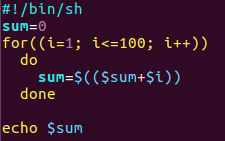 #!/bin/sh
sum=0
for((i=1; i<=100; i++))
  do
    sum=$(($sum+$i))
  done

echo $sum